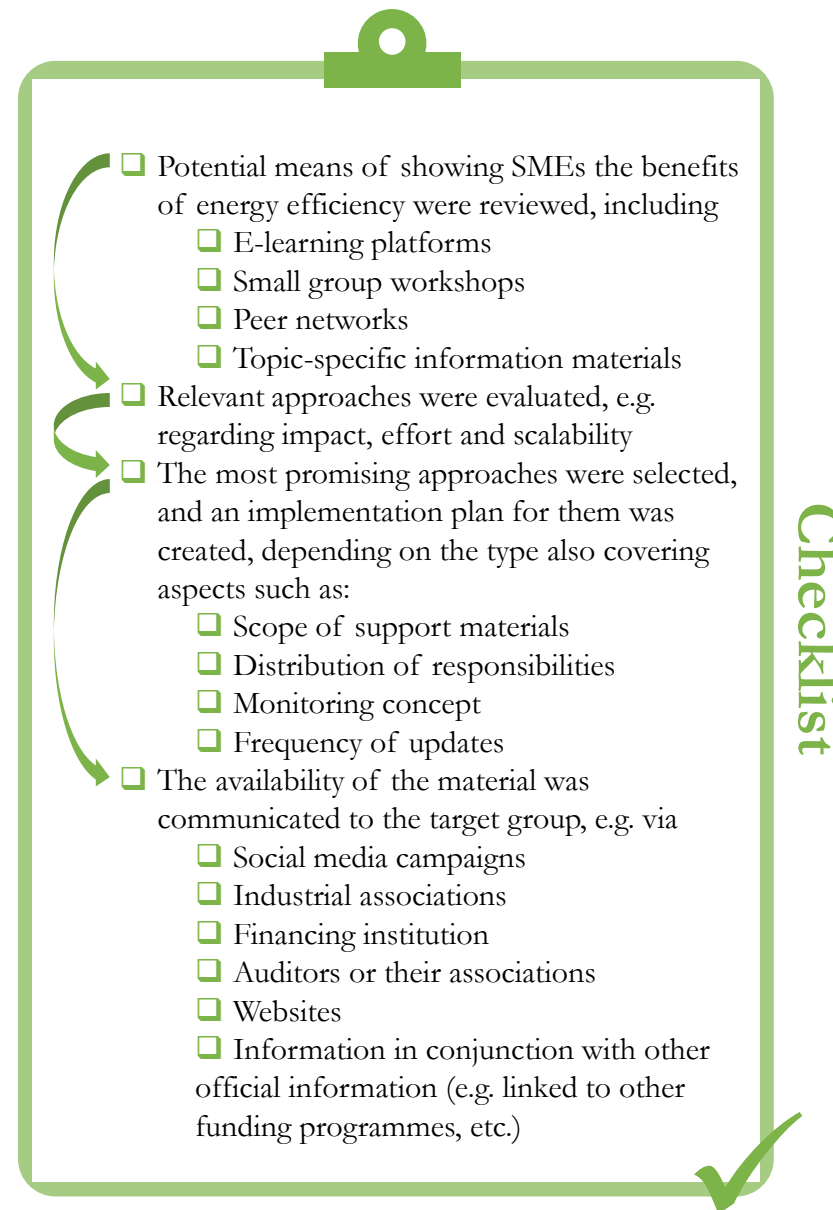 Potential means of showing SMEs the benefits
of energy efficiency were reviewed, including
E-learning platforms
Small group workshops
Peer networks
Topic-specific information materials
Relevant approaches were evaluated, e.g.
regarding impact, effort and scalability
The most promising approaches were selected,
and an implementation plan for them was
created, depending on the type also covering
aspects such as:
Scope of support materials
Distribution of responsibilities
Monitoring concept
Frequency of updates
The availability of the material was
communicated to the target group, e.g. via
Social media campaigns
Industrial associations
Financing institution
Auditors or their associations
Websites
Information in conjunction with other
official information (e.g. linked to other
funding programmes, etc.)
Checklist